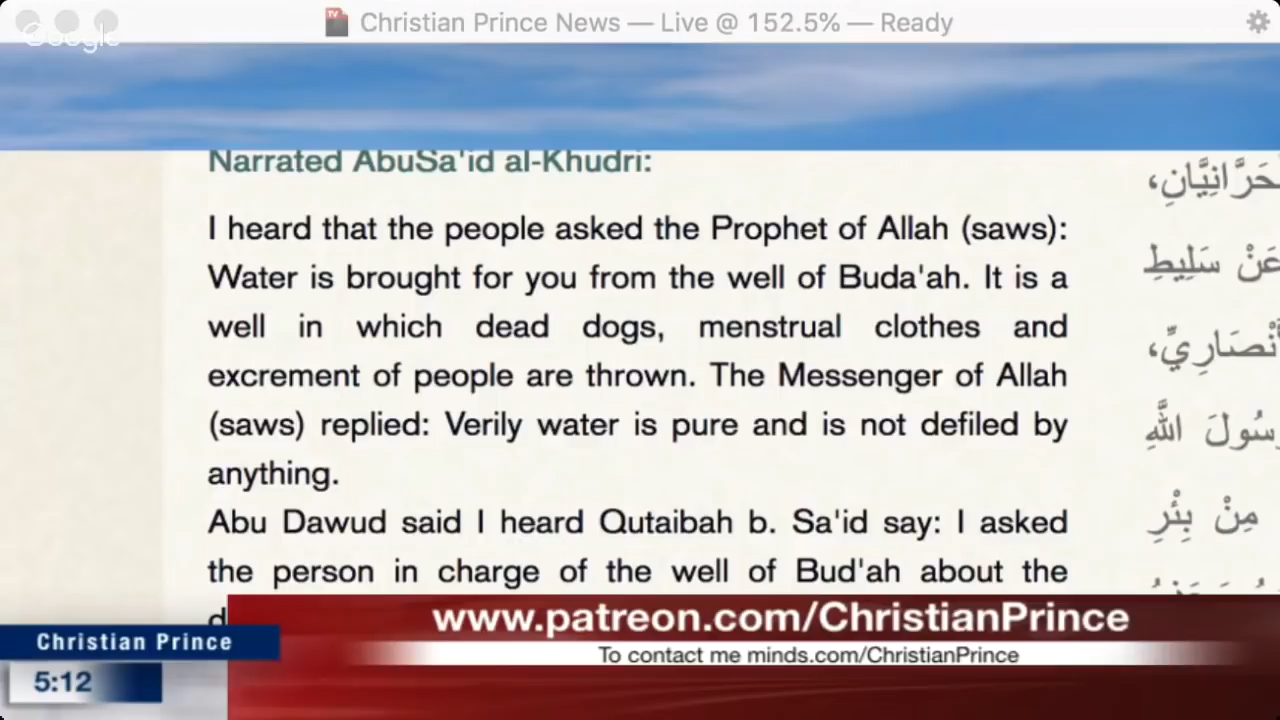 Christian Prince News — Live @ 152.5% — Ready
Google
Narrated AbuSa'id al-Khudri:
I heard that the people asked the Prophet of Allah (saws):
Water is brought for you from the well of Buda'ah. It is a
well in which dead dogs, menstrual clothes and
excrement of people are thrown. The Messenger of Allah
(saws) replied: Verily water is pure and is not defiled by
anything.
Abu Dawud said I heard Qutaibah b. Sa'id say: I asked
the person in charge of the well of Bud'ah about the
عَنْ سَلِيطِ
مِنْ بِئْرِ
www.patreon.com/ChristianPrince
To contact me minds.com/ChristianPrince
Christian Prince
5:12